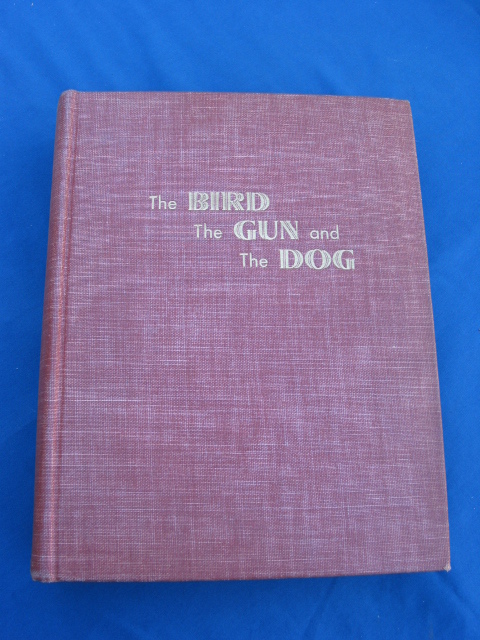 The BIRD
The GUN and
The DOG